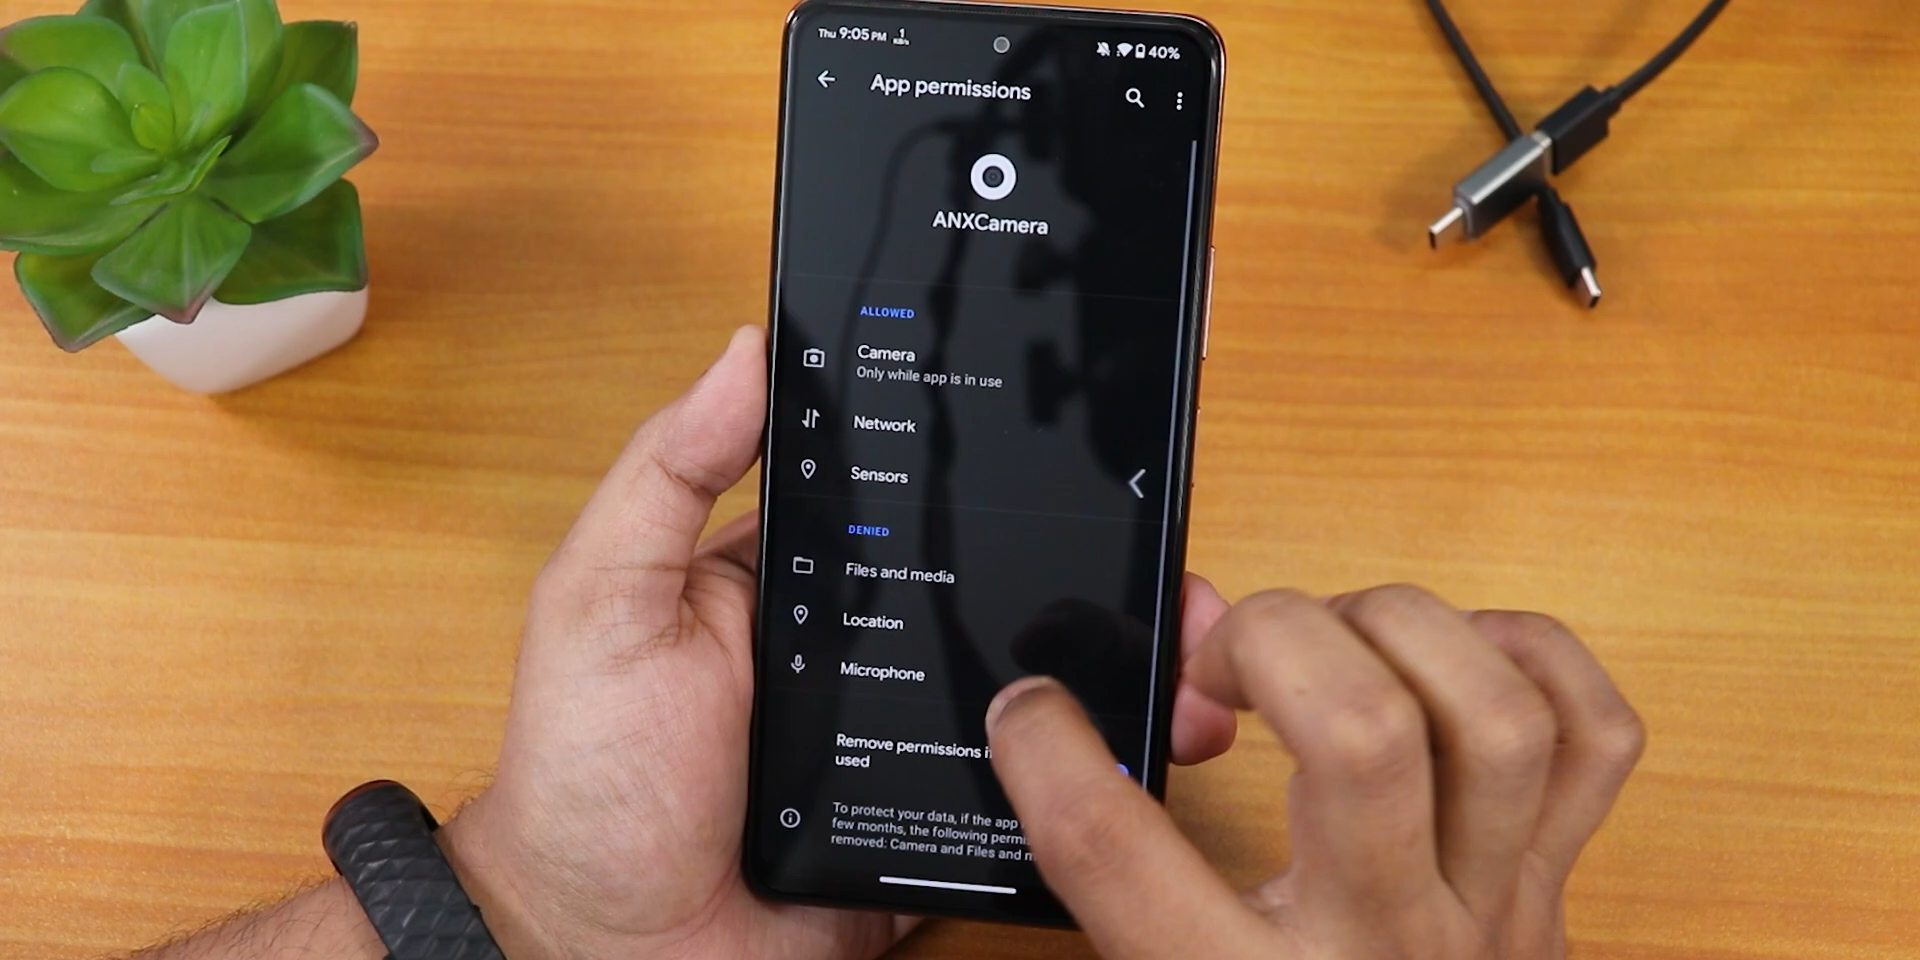 Thu 9:05 PM 1 KB/s 40%
App permissions
ANXCamera
ALLOWED
Camera
Only while app is in use
Network
Sensors
DENIED
Files and media
Location
Microphone
Remove permissions
used
To protect your data, if the app
few months, the following
removed: Camera and Files and